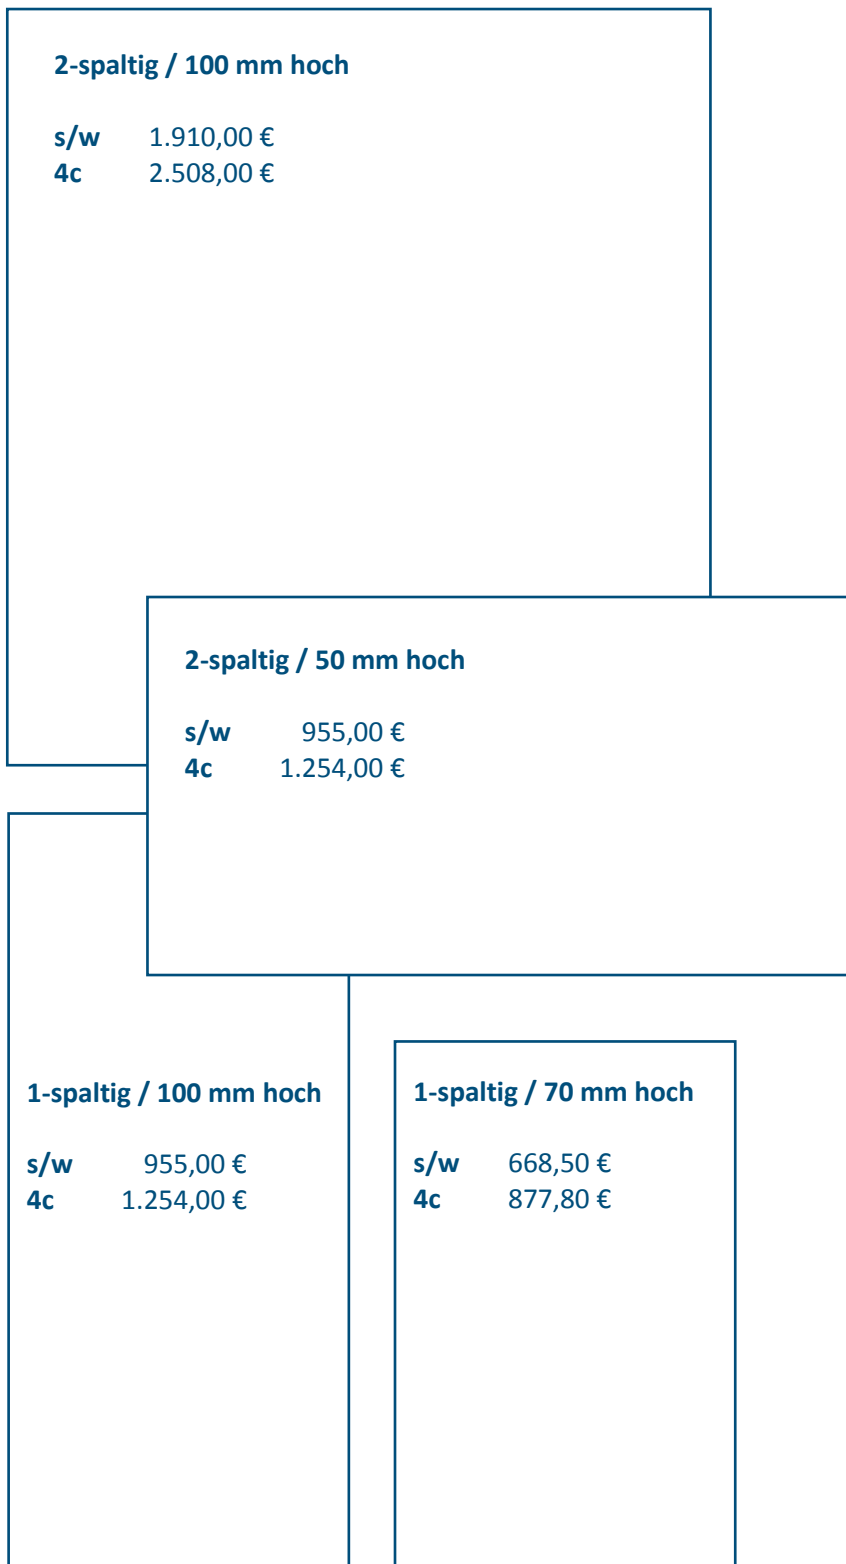 2-spaltig / 100 mm hoch
s/w 1.910,00 €
4c 2.508,00 €
2-spaltig / 50 mm hoch
s/w 955,00 €
4c 1.254,00 €
1-spaltig / 100 mm hoch
s/w 955,00 €
4c 1.254,00 €
1-spaltig / 70 mm hoch
s/w 668,50 €
4c 877,80 €